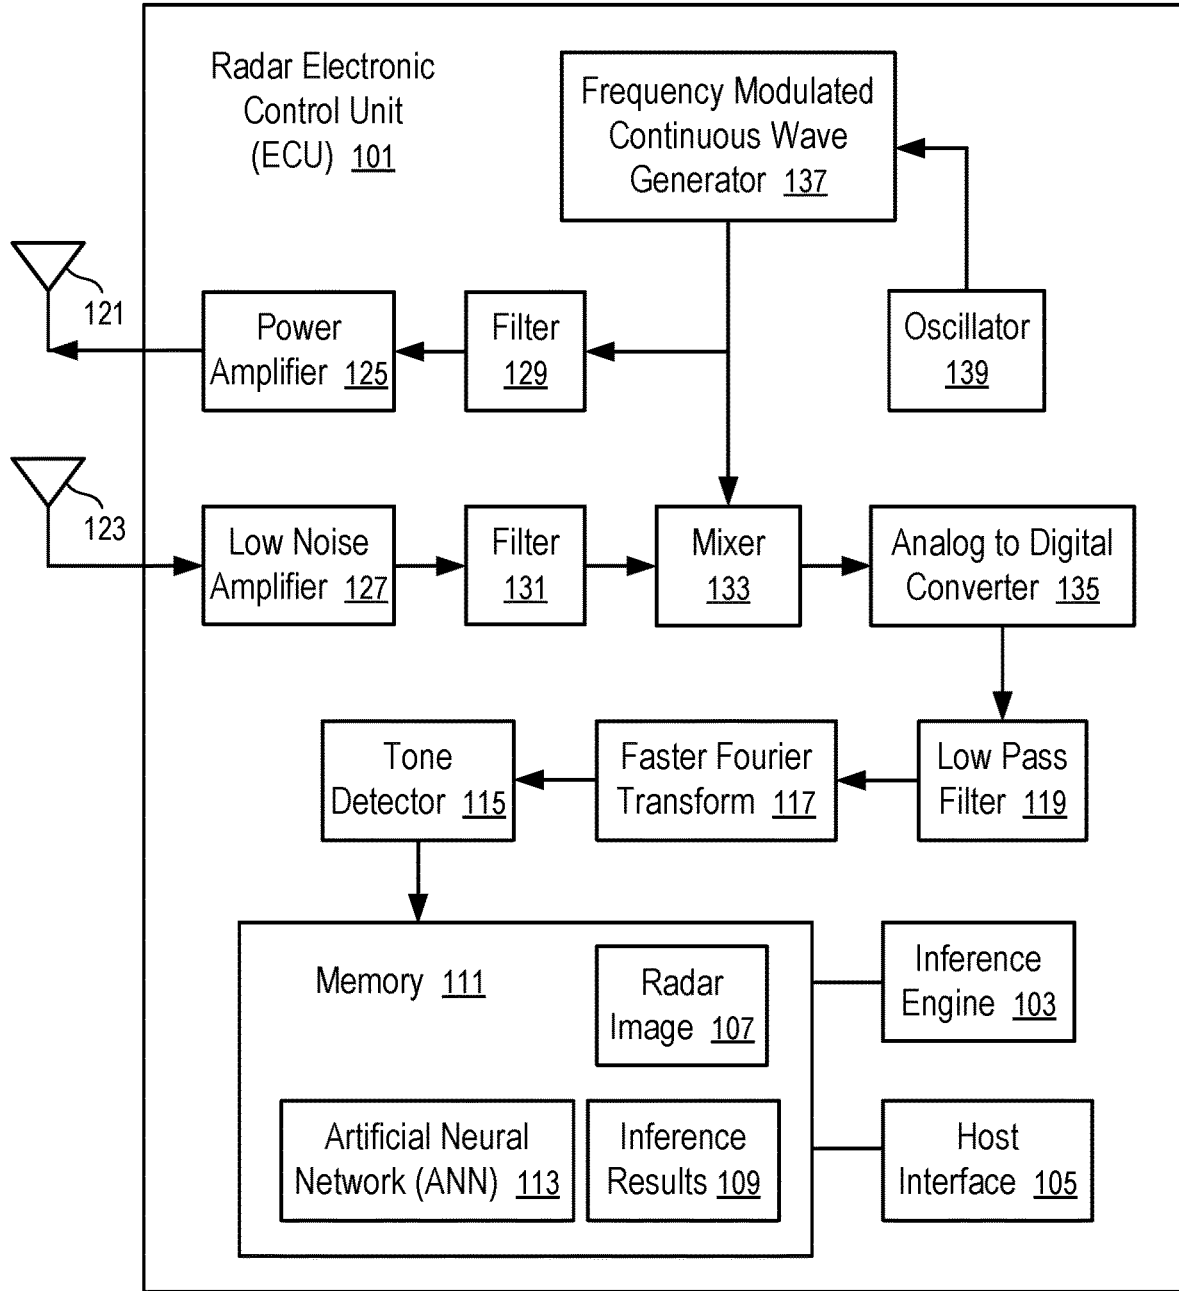 Radar Electronic
Control Unit
(ECU) 101
Frequency Modulated
Continuous Wave
Generator 137
121
Power
Amplifier 125
Filter
129
Oscillator
139
123
Low Noise
Amplifier 127
Filter
131
Mixer
133
Analog to Digital
Converter 135
Tone
Detector 115
Faster Fourier
Transform 117
Low Pass
Filter 119
Memory 111
Radar
Image 107
Inference
Engine 103
Artificial Neural
Network (ANN) 113
Inference
Results 109
Host
Interface 105